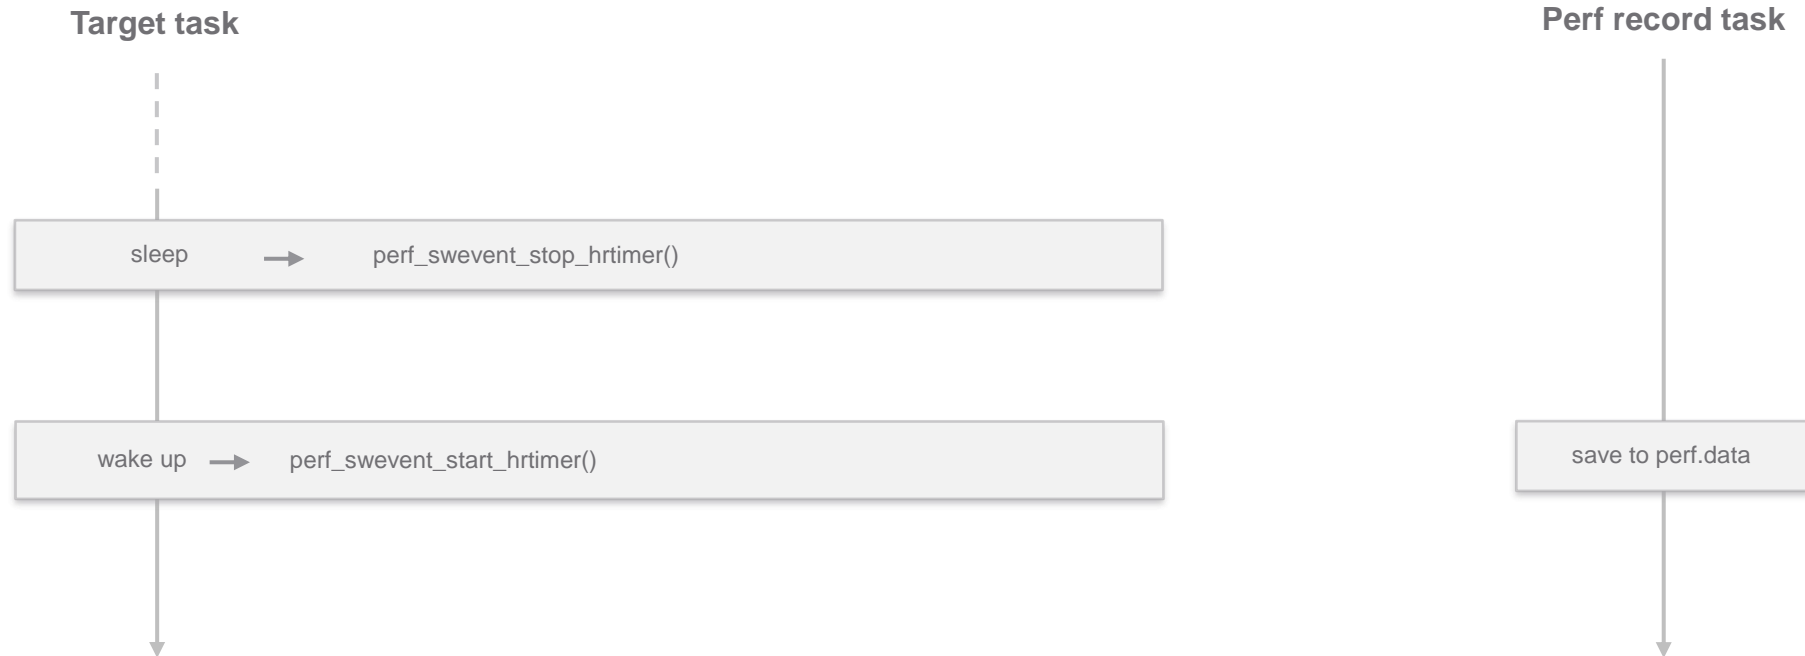 Target task
Perf record task
sleep
perf_swevent_stop_hrtimer()
wake up
perf_swevent_start_hrtimer()
save to perf.data